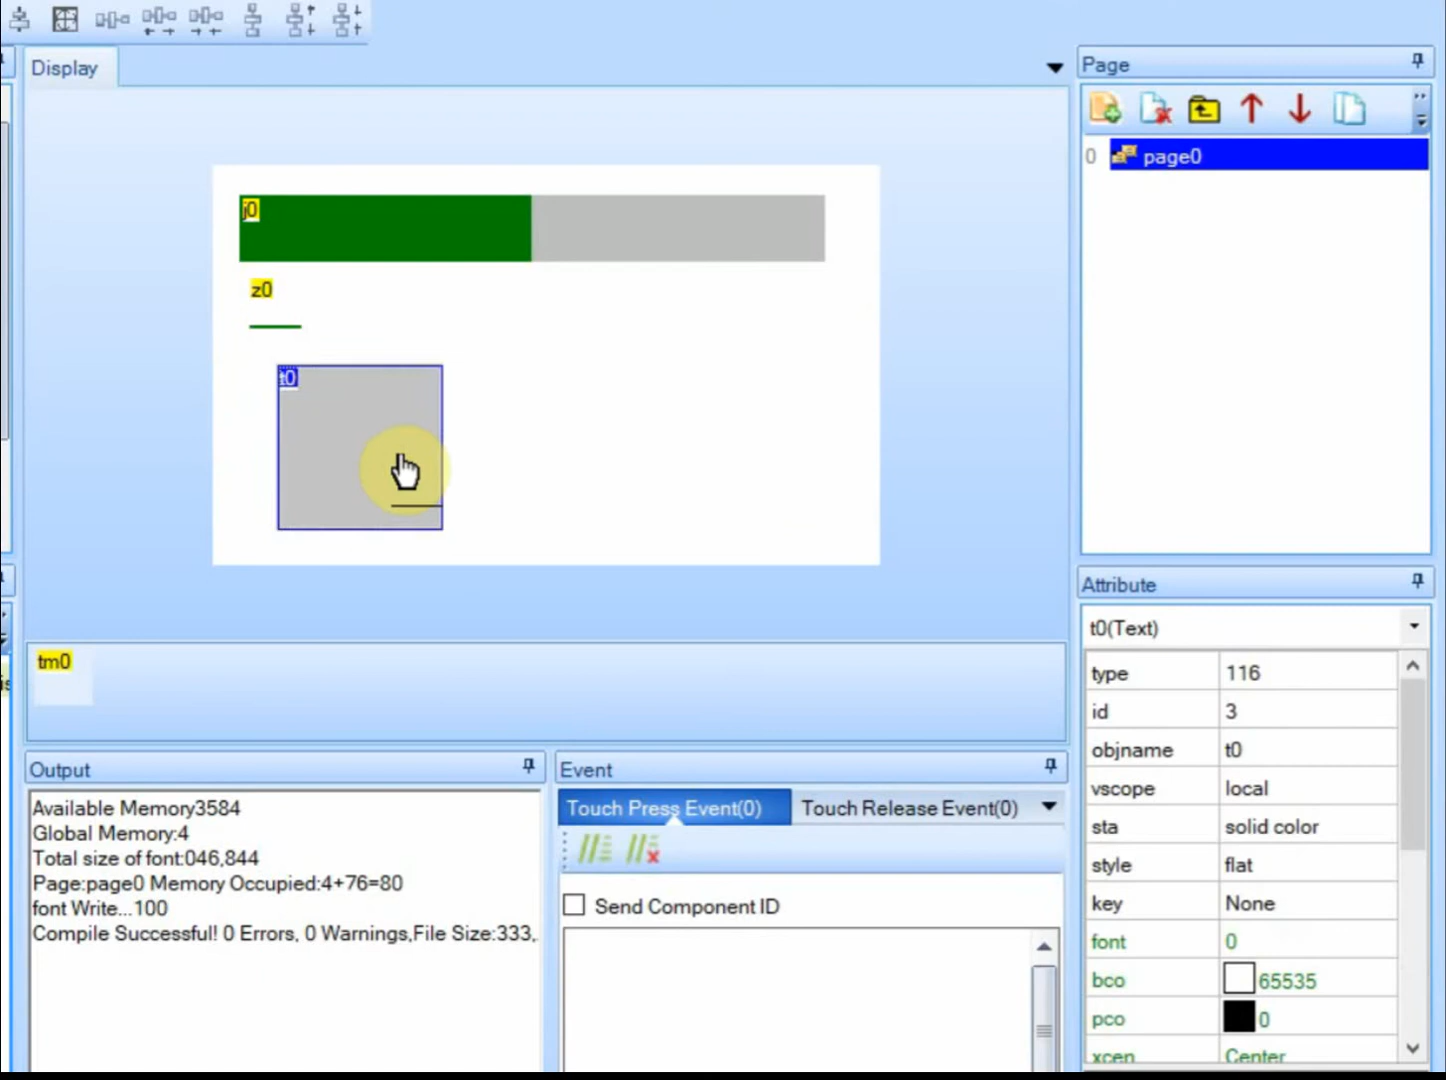 Display
Page
0 page0
j0
z0
t0
tm0
Attribute
t0(Text)
type 116
id 3
objname t0
vscope local
sta solid color
style flat
key None
font 0
bco 65535
pco 0
xcen Center
Output
Available Memory3584
Global Memory:4
Total size of font:046,844
Page:page0 Memory Occupied:4+76=80
font Write...100
Compile Successful! 0 Errors, 0 Warnings,File Size:333,
Event
Touch Press Event(0) Touch Release Event(0)
Send Component ID